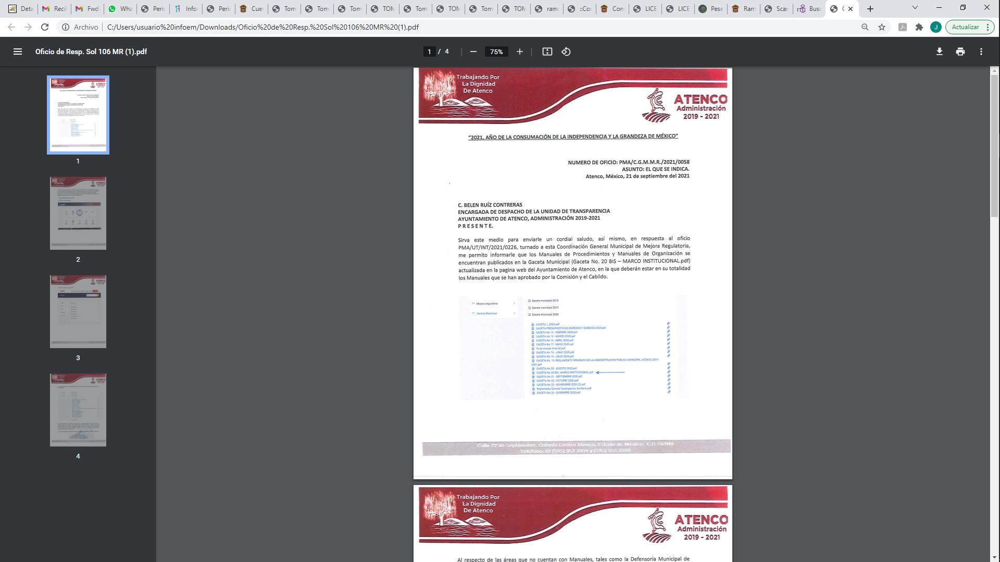 Deta
Recil
Fwd
Wha
Peric
Infoe
Peric
Cuer
Tom
Tom
Tom
TOM
Tom
TOM
Tom
TOM
ramo
::Cor
Con
LICE
LICE
Pese
Ram
Scar
Busc
Archivo
C:/Users/usuario%20infoem/Downloads/Oficio%20de%20Resp.%20Sol%20106%20MR%20(1).pdf
J
Actualizar
Oficio de Resp. Sol 106 MR (1).pdf
1 / 4
75%
1
2
3
4
Trabajando Por
La Dignidad
De Atenco
ATENCO
Administración
2019 - 2021
“2021, AÑO DE LA CONSUMACIÓN DE LA INDEPENDENCIA Y LA GRANDEZA DE MÉXICO”
NUMERO DE OFICIO: PMA/C.G.M.M.R./2021/0058
ASUNTO: EL QUE SE INDICA.
Atenco, México, 21 de septiembre del 2021
C. BELEN RUÍZ CONTRERAS
ENCARGADA DE DESPACHO DE LA UNIDAD DE TRANSPARENCIA
AYUNTAMIENTO DE ATENCO, ADMINISTRACIÓN 2019-2021
P R E S E N T E.
Sirva este medio para enviarle un cordial saludo, así mismo, en respuesta al oficio
PMA/UT/INT/2021/0226, turnado a esta Coordinación General Municipal de Mejora Regulatoria,
me permito informarle que los Manuales de Procedimientos y Manuales de Organización se
encuentran publicados en la Gaceta Municipal (Gaceta No. 20 BIS – MARCO INSTITUCIONAL.pdf)
actualizada en la pagina web del Ayuntamiento de Atenco, en la que deberán estar en su totalidad
los Manuales que se han aprobado por la Comisión y el Cabildo.
Mejora regulatoria
Gaceta Municipal
Gaceta municipal 2018
Gaceta municipal 2019
Gaceta Municipal 2020
GACETA 1_2020.pdf
GACETA PRESUPUESTO DE INGRESOS Y EGRESOS 2020.pdf
GACETA No 14 - FEBRERO 2020.pdf
GACETA No 15 - MARZO 2020.pdf
GACETA No 16 - ABRIL 2020.pdf
GACETA No 17 - MAYO 2020.pdf
Fe de erratas Acta 62.pdf
GACETA No 18 - JUNIO 2020.pdf
GACETA No 19 - JULIO 2020.pdf
GACETA No. 10-REGLAMENTO ORGÁNICO DE LA ADMINISTRACION PUBLICA MUNICIPAL ATENCO 2019-
2021.pdf
GACETA No 20 - AGOSTO 2020.pdf
GACETA No 20 BIS - MARCO INSTITUCIONAL.pdf
GACETA No 21 - SEPTIEMBRE 2020.pdf
GACETA No 22 - OCTUBRE 2020.pdf
GACETA No 23 - NOVIEMBRE 2020 (2).pdf
Reglamento General Contingencia Sanitaria.pdf
GACETA No 24 - DICIEMBRE 2020.pdf
Calle 27 de Septiembre, Colonia Centro Atenco, Estado de México. C.P. 56300
Teléfono: 01 (595) 953 2894 y (595) 953 2888
Trabajando Por
La Dignidad
De Atenco
ATENCO
Administración
2019 - 2021
Al respecto de las áreas que no cuentan con Manuales, tales como la Defensoría Municipal de